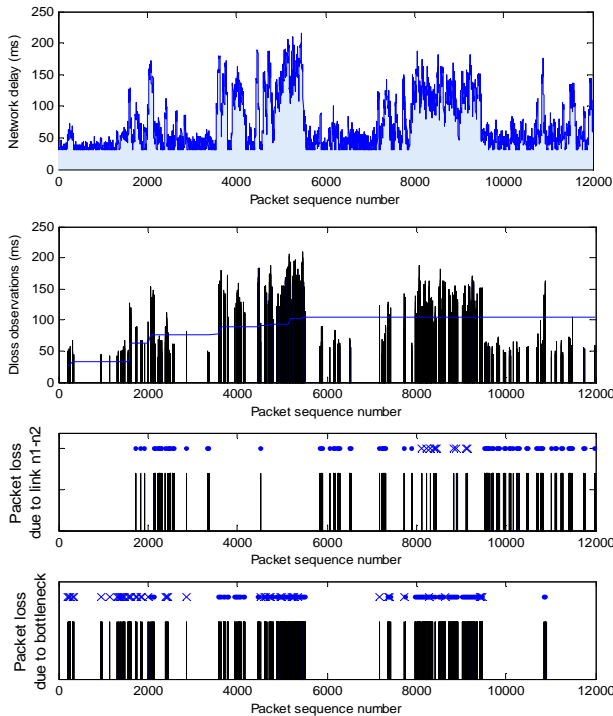 250
200
150
100
50
0
Network delay (ms)
0 2000 4000 6000 8000 10000 12000
Packet sequence number
250
200
150
100
50
0
Dloss observations (ms)
0 2000 4000 6000 8000 10000 12000
Packet sequence number
Packet loss
due to link n1-n2
0 2000 4000 6000 8000 10000 12000
Packet sequence number
Packet loss
due to bottleneck
0 2000 4000 6000 8000 10000 12000
Packet sequence number